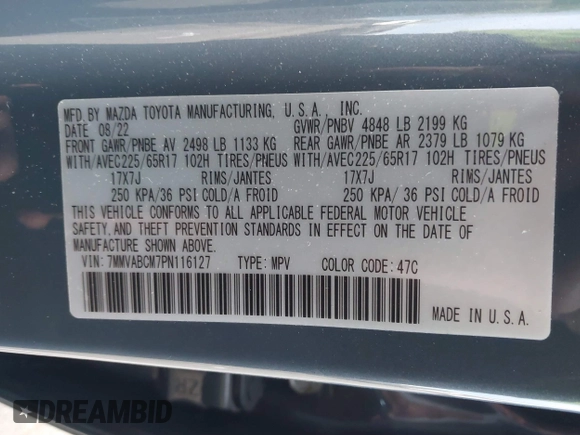 MFD.BY MAZDA TOYOTA MANUFACTURING, U.S.A. INC.
DATE 08/22 GVWR/PNBV 4848 LB 2199 KG
FRONT GAWR/PNBE AV 2498 LB 1133 KG REAR GAWR/PNBE AR 2379 LB 1079 KG
WITH/AVEC225/65R17 102H TIRES/PNEUS WITH/AVEC225/65R17 102H TIRES/PNEUS
17X7J RIMS/JANTES 17X7J RIMS/JANTES
250 KPA/36 PSI COLD/A FROID 250 KPA/ 36 PSI COLD/A FROID
THIS VEHICLE CONFORMS TO ALL APPLICABLE FEDERAL MOTOR VEHICLE
SAFETY,AND THEFT PREVENTION STANDARDS IN EFFECT ON THE DATE OF
MANUFACTURE SHOWN ABOVE.
VIN: 7MMVABCM7PN116127 TYPE: MPV COLOR CODE: 47C
MADE IN U.S.A.
DREAMBID